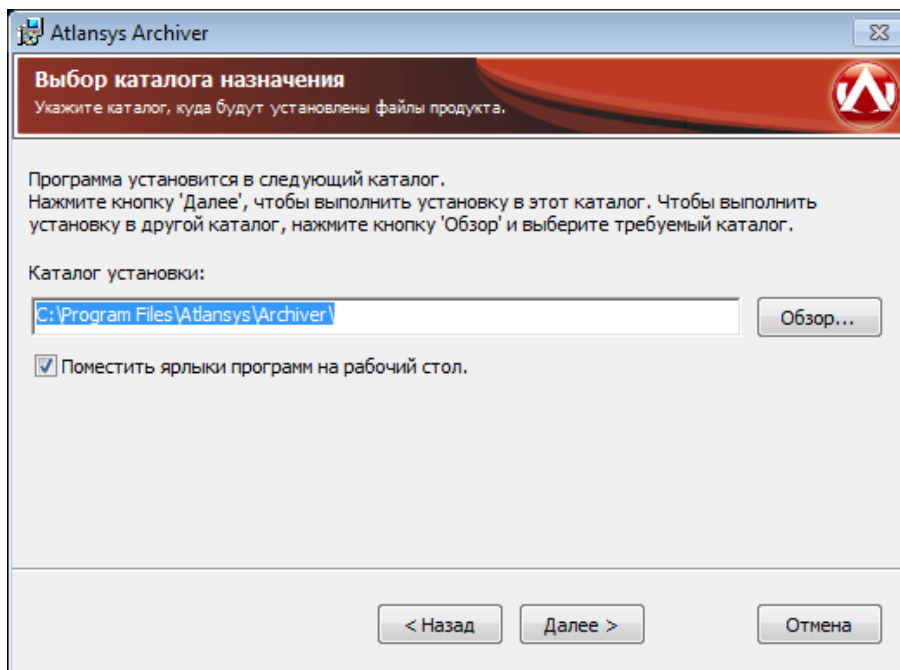 Atlansys Archiver
Выбор каталога назначения
Укажите каталог, куда будут установлены файлы продукта.
Программа установится в следующий каталог.
Нажмите кнопку 'Далее', чтобы выполнить установку в этот каталог. Чтобы выполнить
установку в другой каталог, нажмите кнопку 'Обзор' и выберите требуемый каталог.
Каталог установки:
C:\Program Files\Atlansys\Archiver\
Обзор...
Поместить ярлыки программ на рабочий стол.
< Назад
Далее >
Отмена